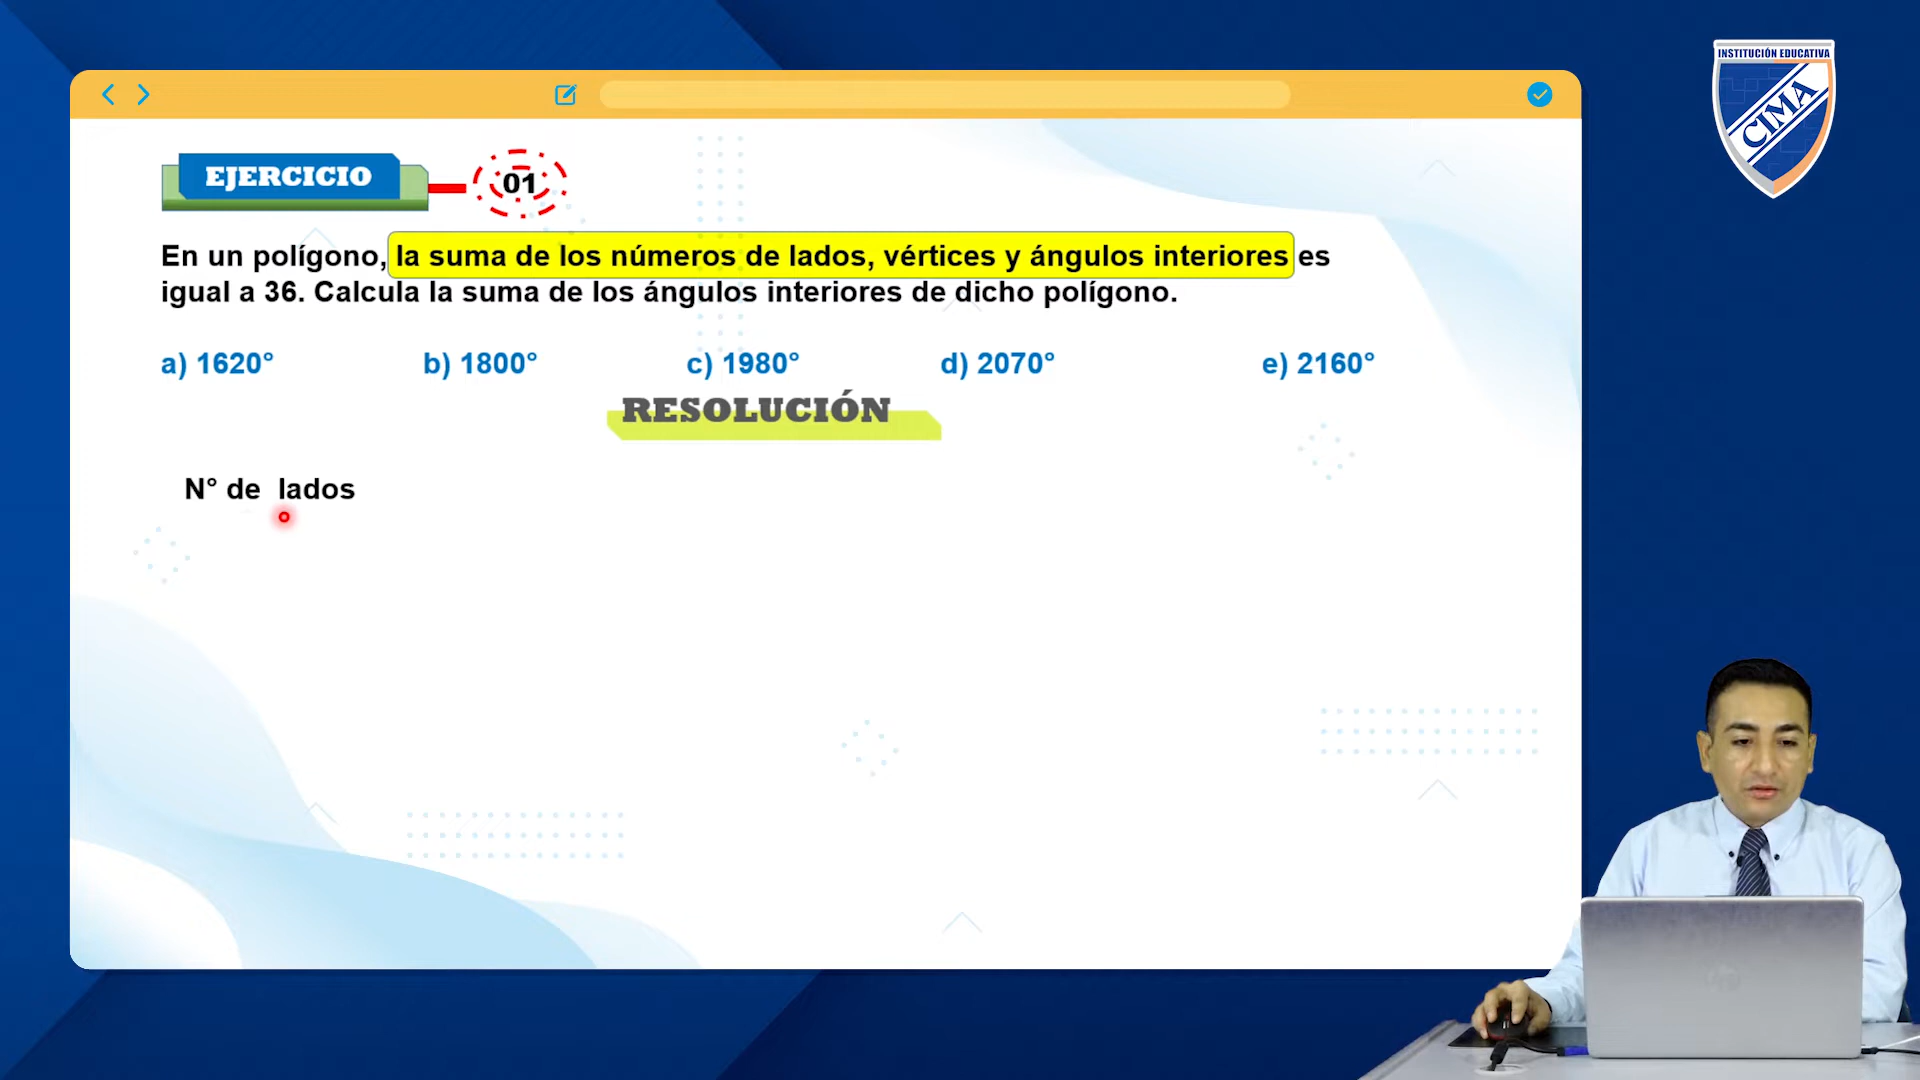 INSTITUCIÓN EDUCATIVA
CIMA
EJERCICIO
01
En un polígono, la suma de los números de lados, vértices y ángulos interiores es
igual a 36. Calcula la suma de los ángulos interiores de dicho polígono.
a) 1620° b) 1800° c) 1980° d) 2070° e) 2160°
RESOLUCIÓN
N° de lados